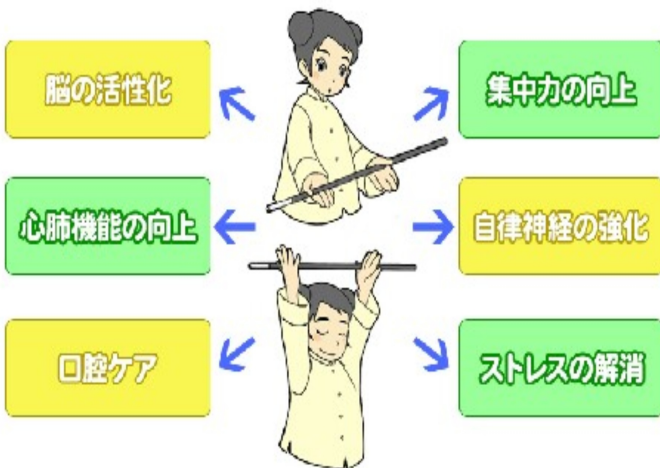 脳の活性化
集中力の向上
心肺機能の向上
自律神経の強化
口腔ケア
ストレスの解消